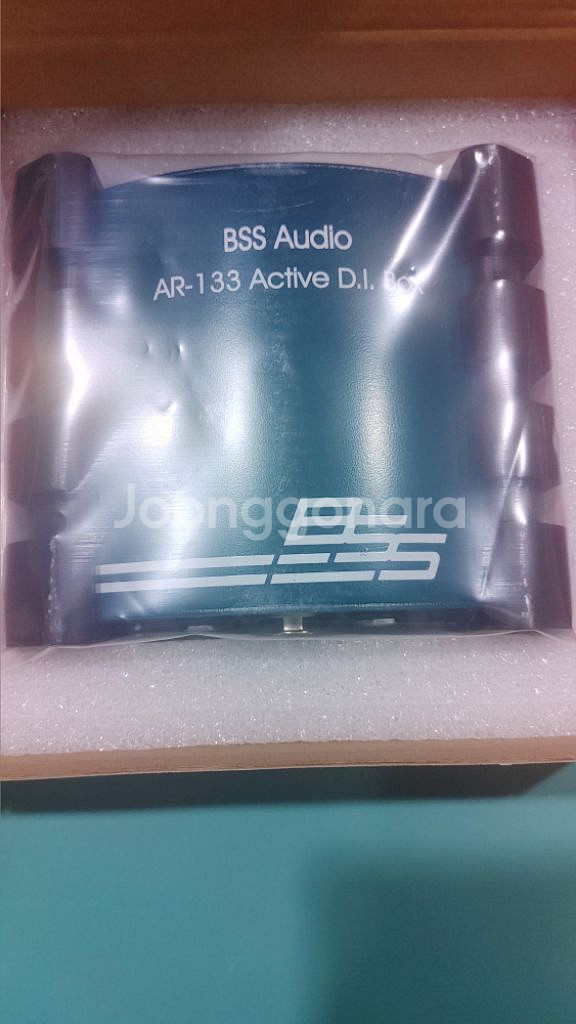 BSS Audio
AR-133 Active D.I. Box
Joonggonara
BSS